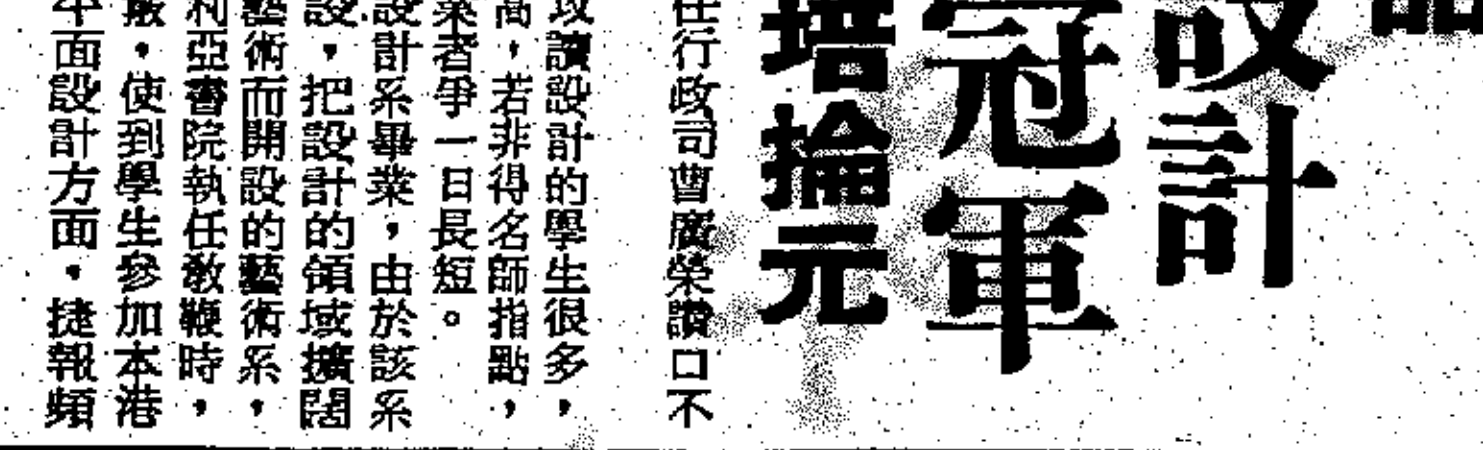 設計
冠軍
培掄元
任行政司曹廣榮讚口不
攻讀設計的學生很多，
高，若非得名師指點，
業者爭一日長短。
設計系畢業，由於該系
設，把設計的領域擴闊
藝術而開設的藝術系，
利亞書院執任教鞭時，
嚴，使到學生參加本港
平面設計方面，捷報頻